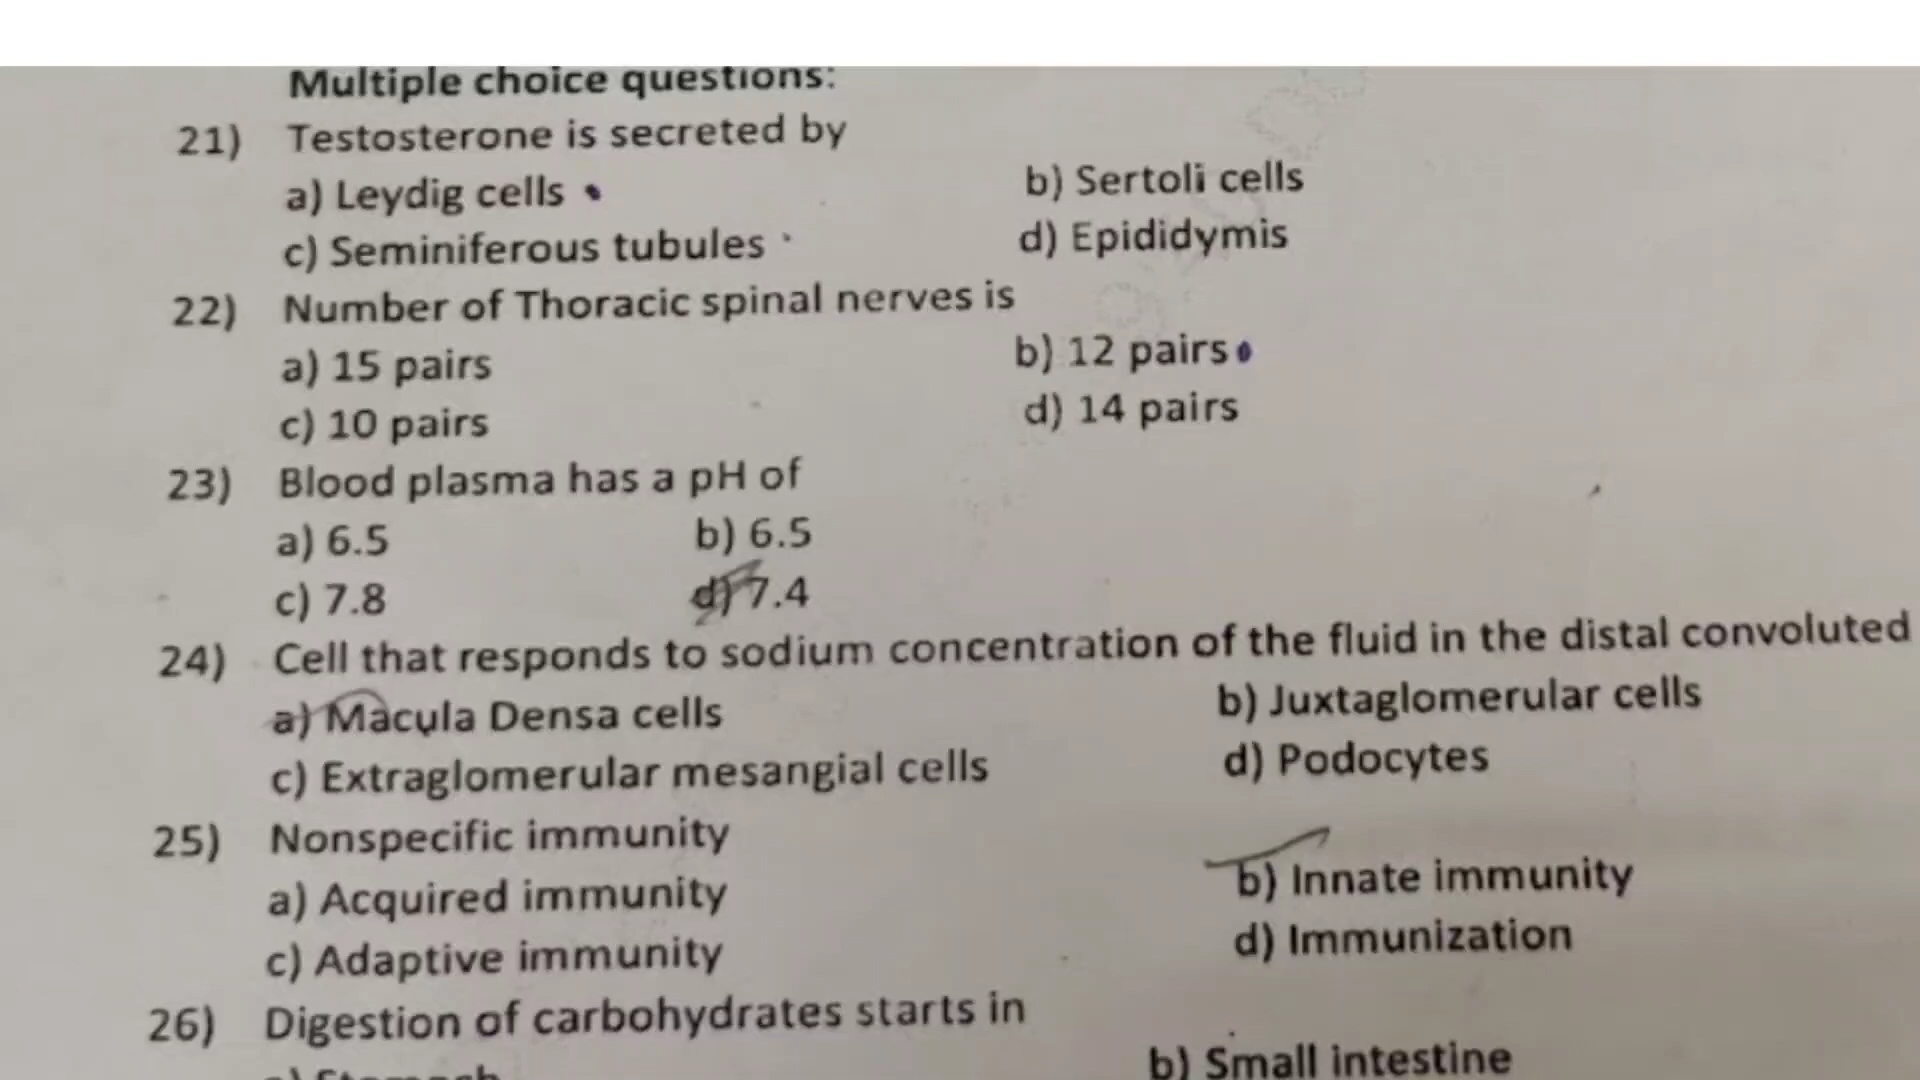 Multiple choice questions:
21) Testosterone is secreted by
a) Leydig cells b) Sertoli cells
c) Seminiferous tubules d) Epididymis
22) Number of Thoracic spinal nerves is
a) 15 pairs b) 12 pairs
c) 10 pairs d) 14 pairs
23) Blood plasma has a pH of
a) 6.5 b) 6.5
c) 7.8 d) 7.4
24) Cell that responds to sodium concentration of the fluid in the distal convoluted
a) Macula Densa cells b) Juxtaglomerular cells
c) Extraglomerular mesangial cells d) Podocytes
25) Nonspecific immunity
a) Acquired immunity b) Innate immunity
c) Adaptive immunity d) Immunization
26) Digestion of carbohydrates starts in
a) Stomach b) Small intestine